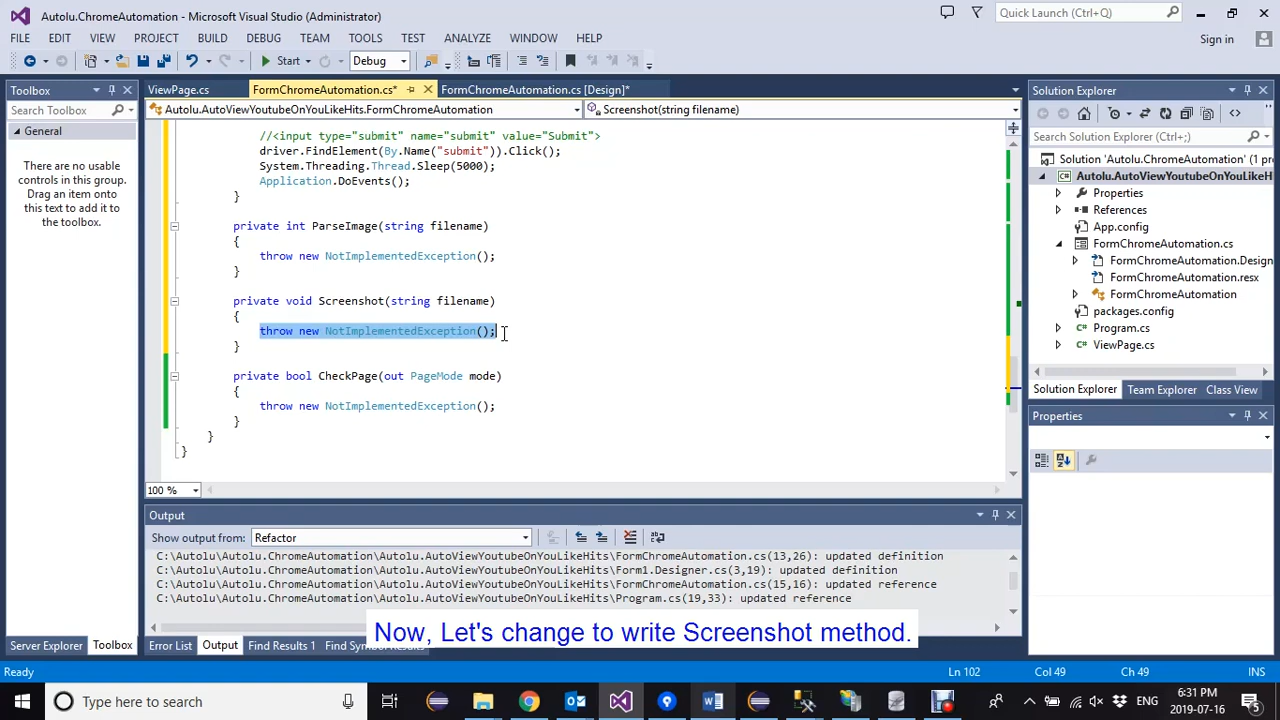 Autolu.ChromeAutomation - Microsoft Visual Studio (Administrator)
Quick Launch (Ctrl+Q)
FILE EDIT VIEW PROJECT BUILD DEBUG TEAM TOOLS TEST ANALYZE WINDOW HELP
Sign in
Start Debug
Toolbox
Search Toolbox
General
There are no usable
controls in this group.
Drag an item onto
this text to add it to
the toolbox.
ViewPage.cs FormChromeAutomation.cs* FormChromeAutomation.cs [Design]*
Autolu.AutoViewYoutubeOnYouLikeHits.FormChromeAutomation Screenshot(string filename)
//<input type="submit" name="submit" value="Submit">
driver.FindElement(By.Name("submit")).Click();
System.Threading.Thread.Sleep(5000);
Application.DoEvents();
}
private int ParseImage(string filename)
{
throw new NotImplementedException();
}
private void Screenshot(string filename)
{
throw new NotImplementedException();
}
private bool CheckPage(out PageMode mode)
{
throw new NotImplementedException();
}
}
}
100 %
Solution Explorer
Search Solution Explorer (Ctrl+;)
Solution 'Autolu.ChromeAutomation' (1 pro
Autolu.AutoViewYoutubeOnYouLikeH
Properties
References
App.config
FormChromeAutomation.cs
FormChromeAutomation.Design
FormChromeAutomation.resx
FormChromeAutomation
packages.config
Program.cs
ViewPage.cs
Solution Explorer Team Explorer Class View
Properties
Output
Show output from: Refactor
C:\Autolu\Autolu.ChromeAutomation\Autolu.AutoViewYoutubeOnYouLikeHits\FormChromeAutomation.cs(13,26): updated definition
C:\Autolu\Autolu.ChromeAutomation\Autolu.AutoViewYoutubeOnYouLikeHits\Form1.Designer.cs(3,19): updated definition
C:\Autolu\Autolu.ChromeAutomation\Autolu.AutoViewYoutubeOnYouLikeHits\FormChromeAutomation.cs(15,16): updated reference
C:\Autolu\Autolu.ChromeAutomation\Autolu.AutoViewYoutubeOnYouLikeHits\Program.cs(19,33): updated reference
Now, Let's change to write Screenshot method.
Server Explorer Toolbox Error List Output Find Results 1 Find Symbol
Ready Ln 102 Col 49 Ch 49 INS
Type here to search
ENG
6:31 PM
2019-07-16
5